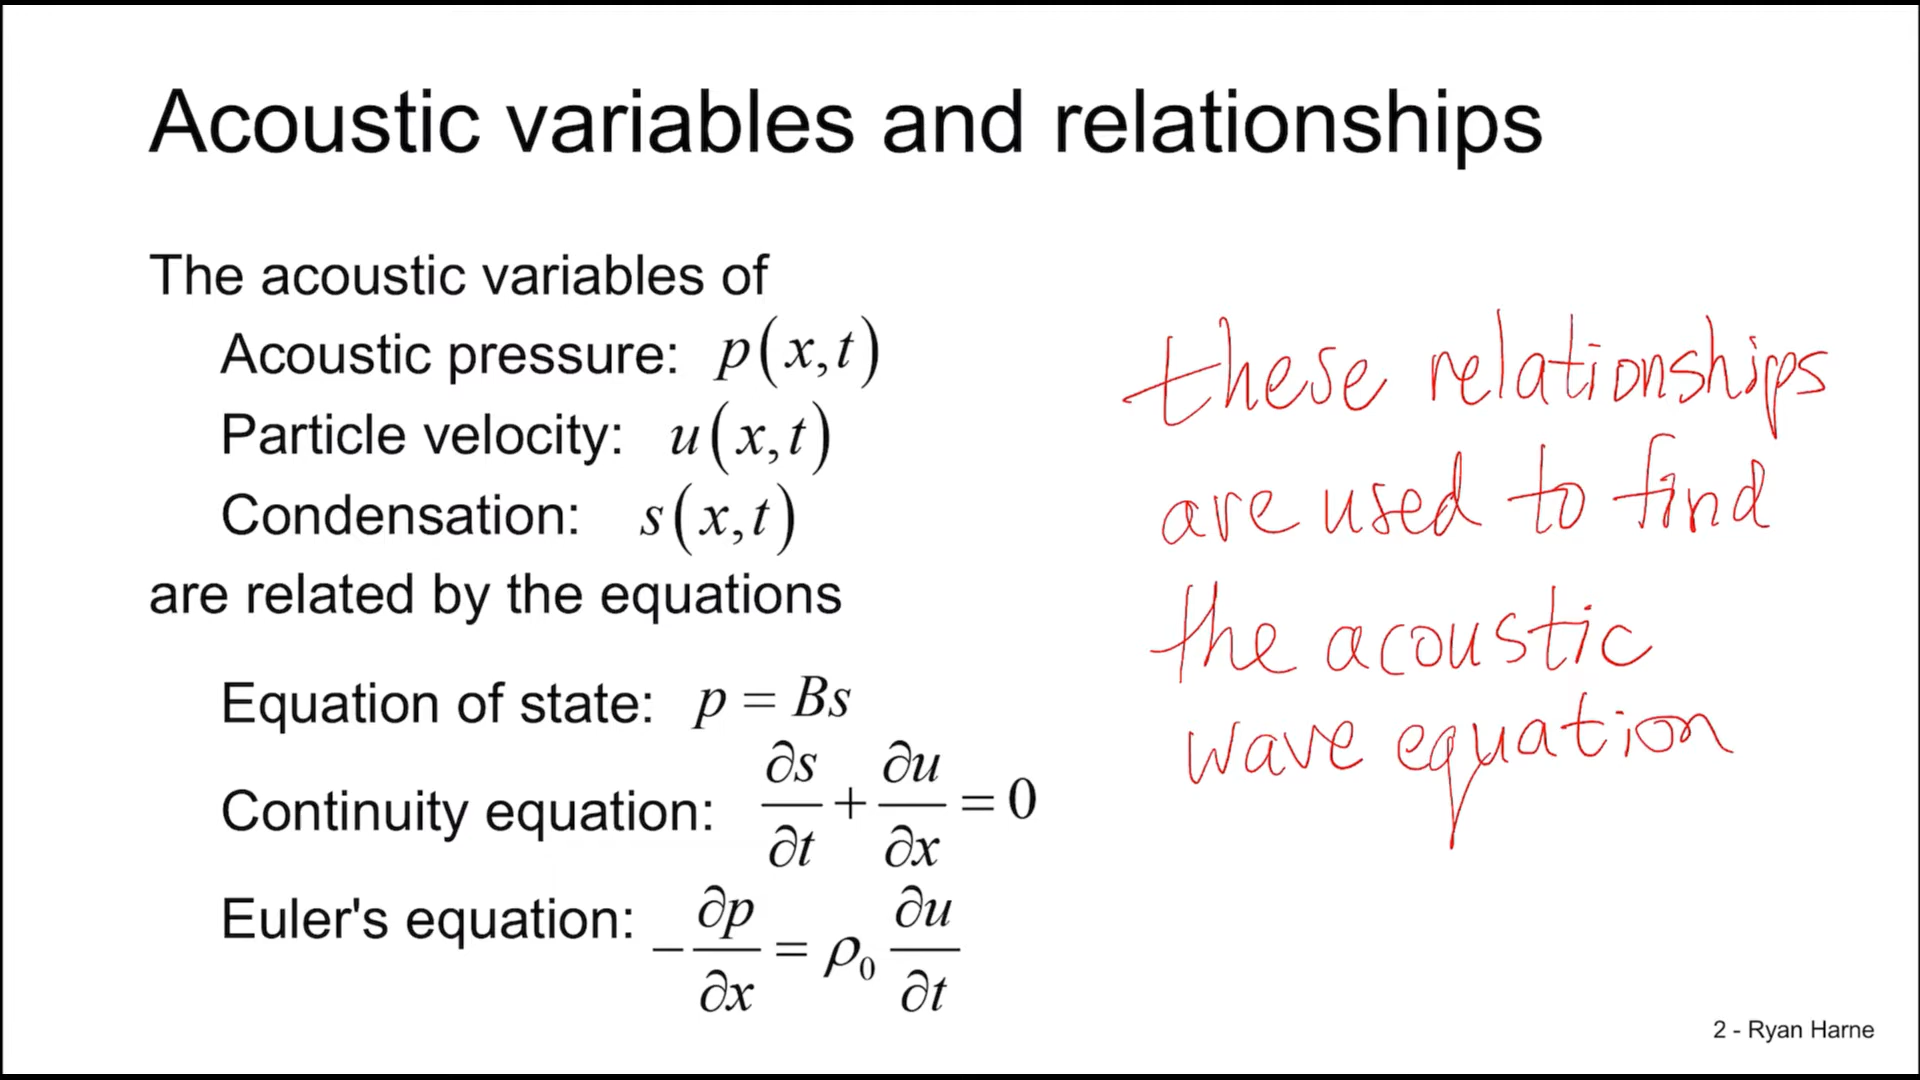 Acoustic variables and relationships
The acoustic variables of
Acoustic pressure: p(x,t)
Particle velocity: u(x,t)
Condensation: s(x,t)
are related by the equations
Equation of state: p = Bs
Continuity equation: ∂s/∂t + ∂u/∂x = 0
Euler's equation: −∂p/∂x = ρ₀ ∂u/∂t
these relationships
are used to find
the acoustic
wave equation
2 - Ryan Harne